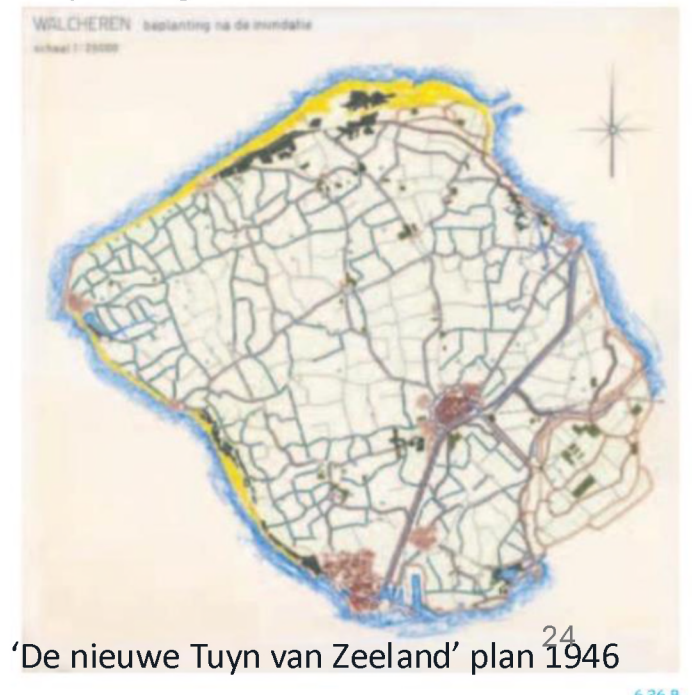 WALCHEREN beplanting na de inundatie
schaal 1:25000
24
'De nieuwe Tuyn van Zeeland' plan 1946